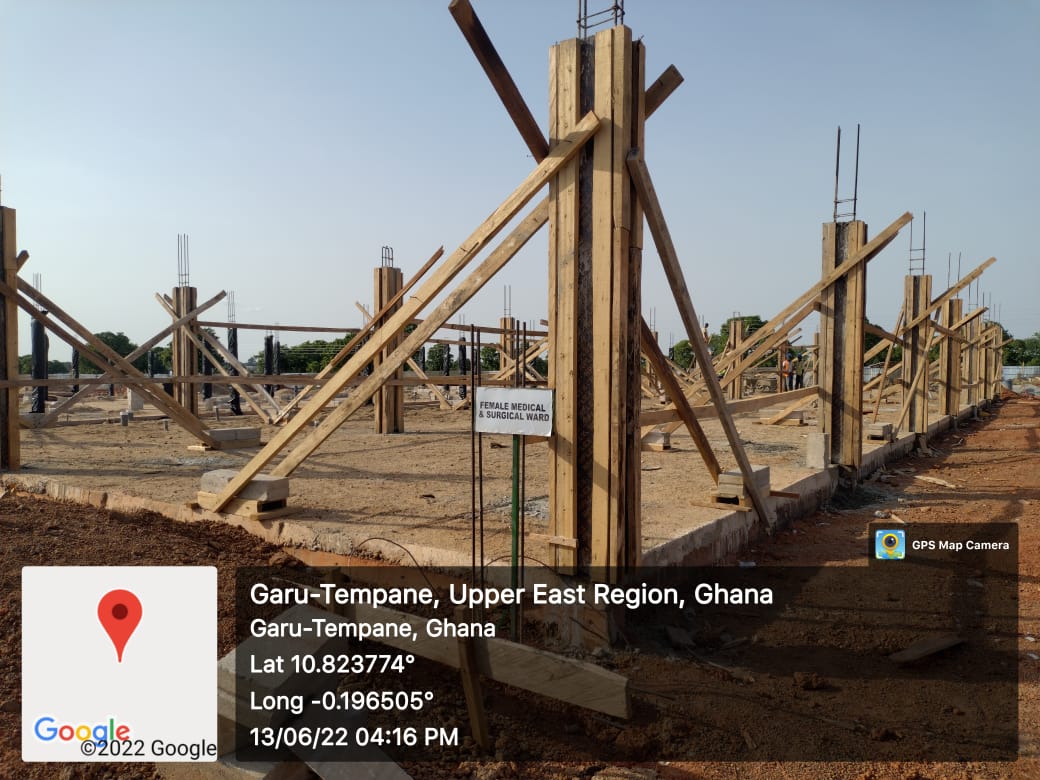 FEMALE MEDICAL
& SURGICAL WARD
GPS Map Camera
Garu-Tempane, Upper East Region, Ghana
Garu-Tempane, Ghana
Lat 10.823774°
Long -0.196505°
13/06/22 04:16 PM
Google
©2022 Google